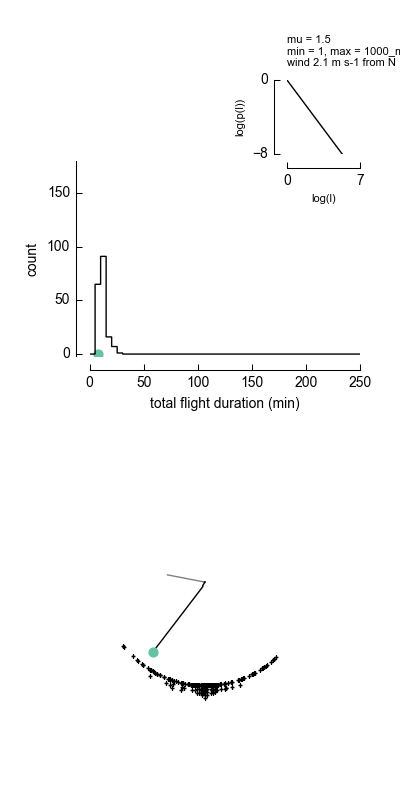 mu = 1.5
min = 1, max = 1000_m
wind 2.1 m s-1 from N
0
log(p(l))
−8
0
7
log(l)
150
100
50
0
count
0
50
100
150
200
250
total flight duration (min)